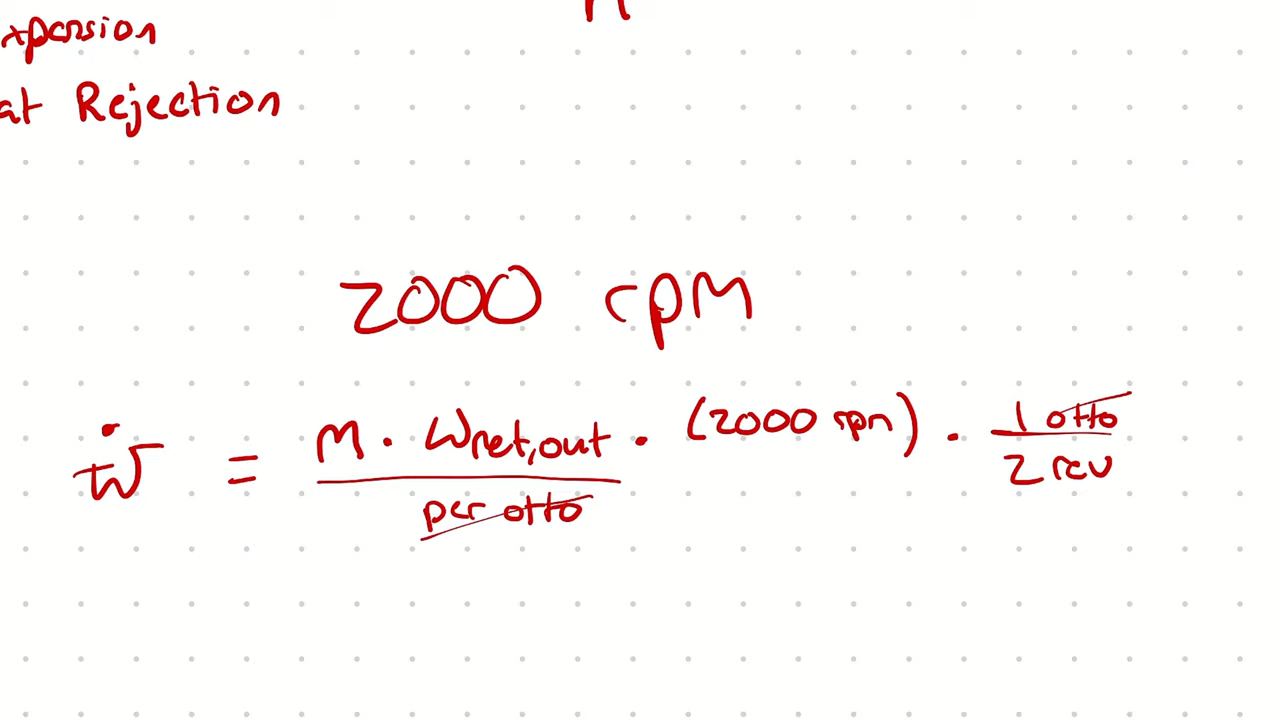 xpansion
at Rejection
2000 rpm
Ẇ = m · wnet,out / per otto · (2000 rpm) · 1 otto / 2 rev